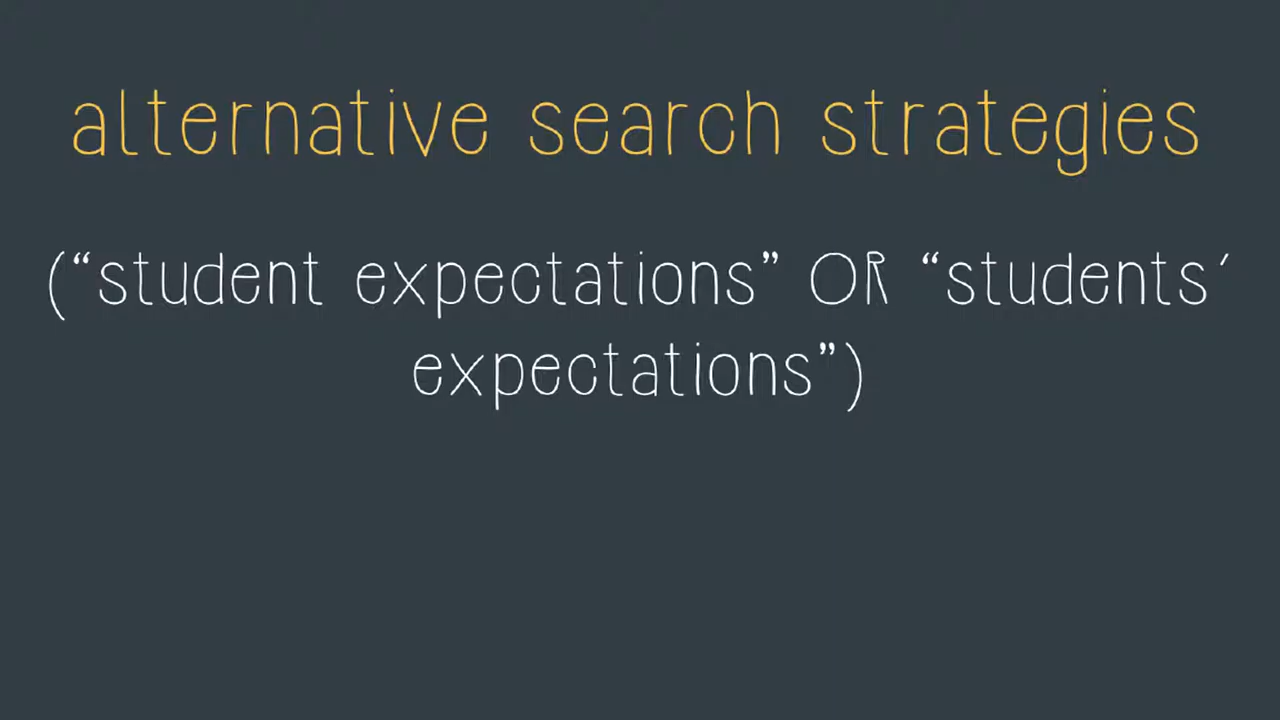 alternative search strategies
(“student expectations” OR “students’
expectations”)